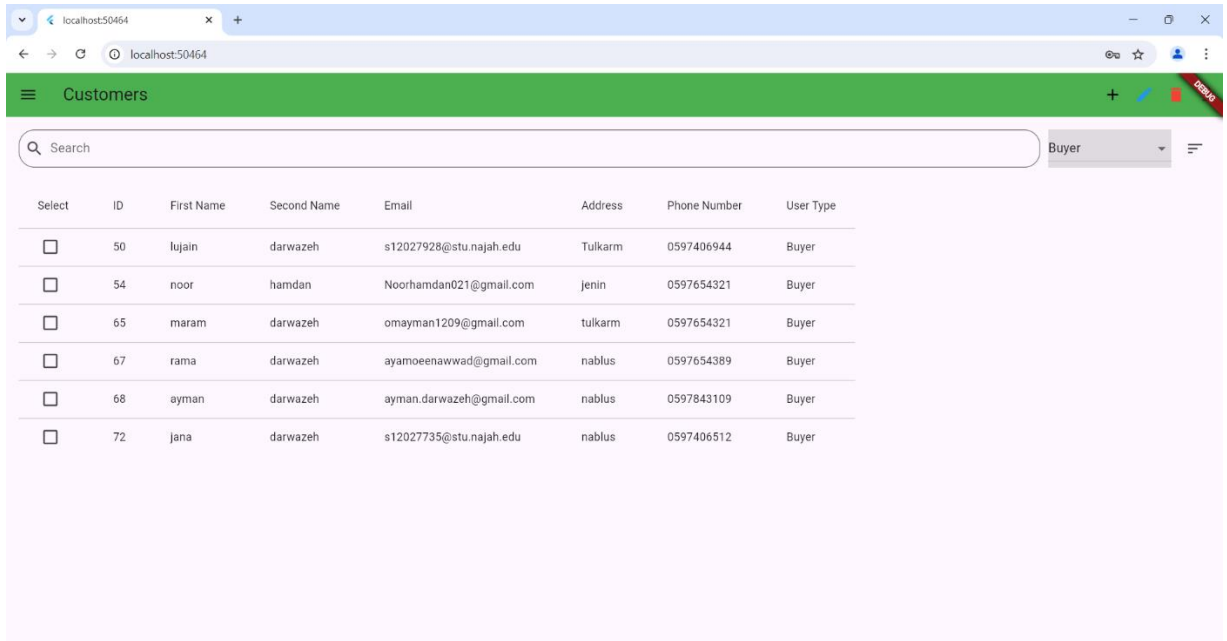 localhost:50464
localhost:50464
Customers
DEBUG
Search
Buyer
Select ID First Name Second Name Email Address Phone Number User Type
50 lujain darwazeh s12027928@stu.najah.edu Tulkarm 0597406944 Buyer
54 noor hamdan Noorhamdan021@gmail.com jenin 0597654321 Buyer
65 maram darwazeh omayman1209@gmail.com tulkarm 0597654321 Buyer
67 rama darwazeh ayamoeenawwad@gmail.com nablus 0597654389 Buyer
68 ayman darwazeh ayman.darwazeh@gmail.com nablus 0597843109 Buyer
72 jana darwazeh s12027735@stu.najah.edu nablus 0597406512 Buyer